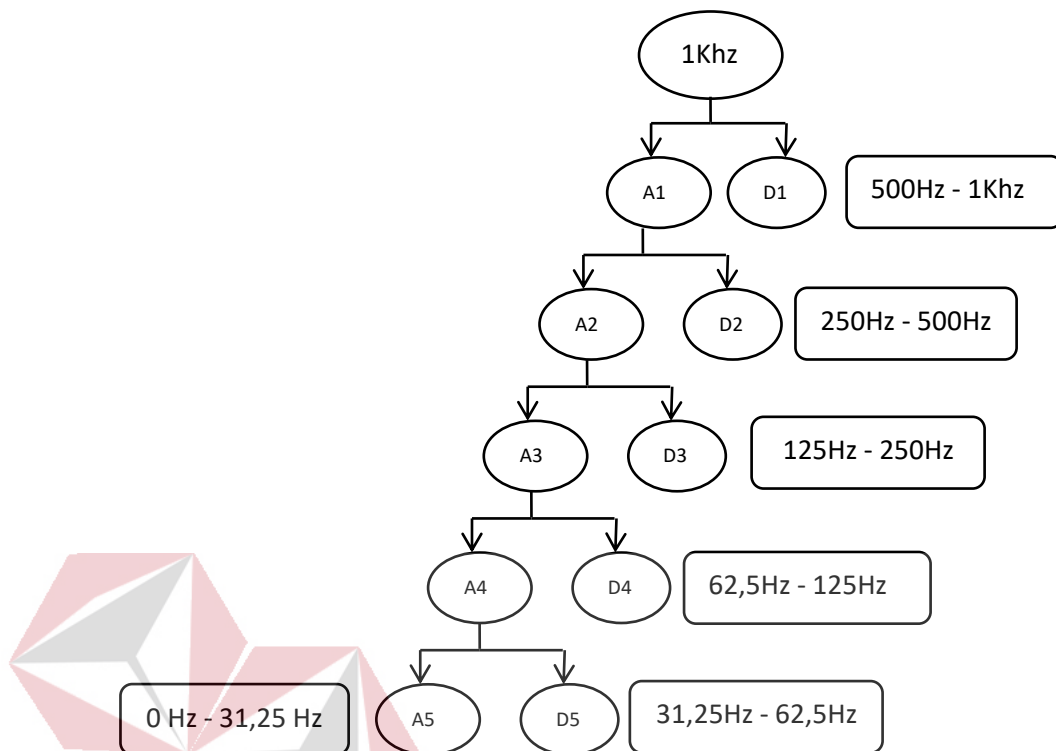 1Khz
A1
D1
500Hz - 1Khz
A2
D2
250Hz - 500Hz
A3
D3
125Hz - 250Hz
A4
D4
62,5Hz - 125Hz
0 Hz - 31,25 Hz
A5
D5
31,25Hz - 62,5Hz